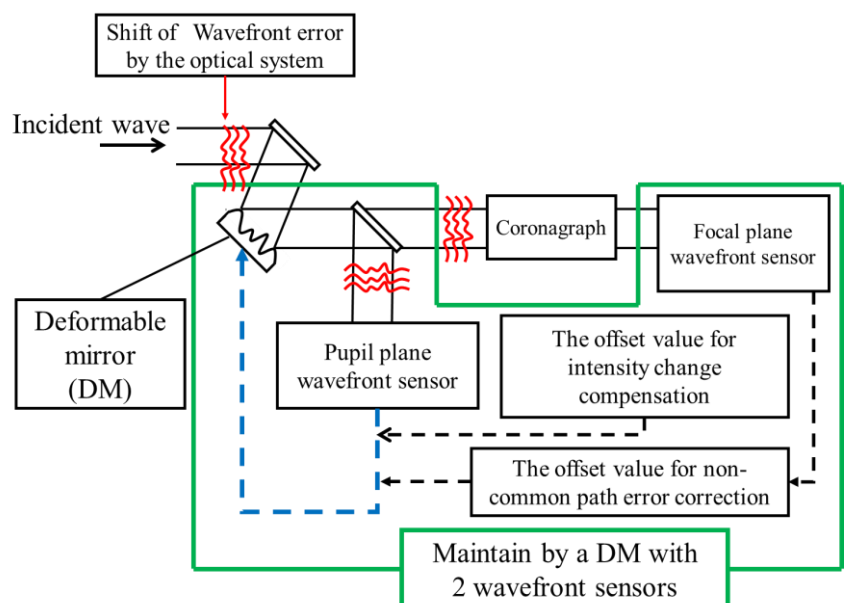 Shift of Wavefront error
by the optical system
Incident wave
Coronagraph
Focal plane
wavefront sensor
Deformable
mirror
(DM)
Pupil plane
wavefront sensor
The offset value for
intensity change
compensation
The offset value for non-
common path error correction
Maintain by a DM with
2 wavefront sensors